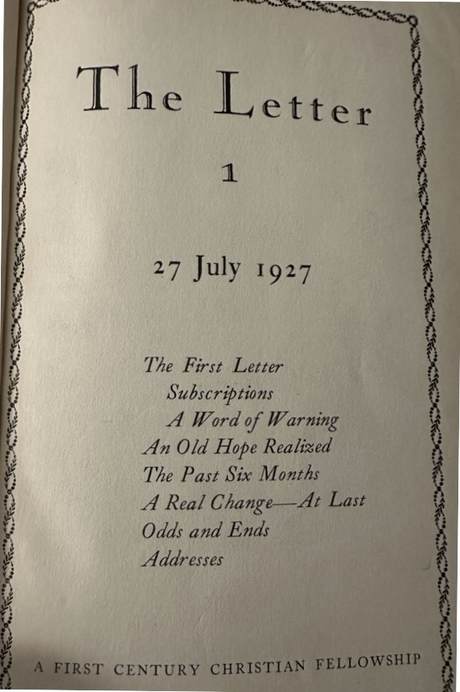 The Letter
1
27 July 1927
The First Letter
Subscriptions
A Word of Warning
An Old Hope Realized
The Past Six Months
A Real Change—At Last
Odds and Ends
Addresses
A FIRST CENTURY CHRISTIAN FELLOWSHIP